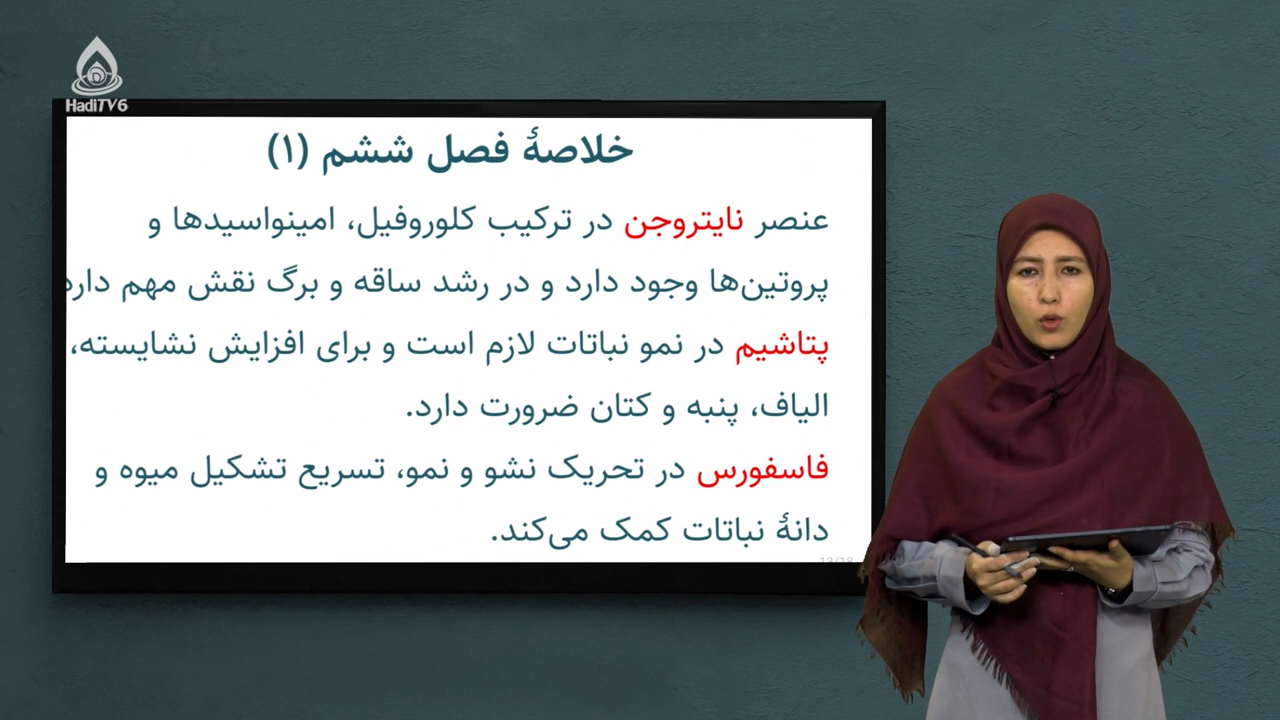 HadiTV6
خلاصهٔ فصل ششم (۱)
عنصر نایتروجن در ترکیب کلوروفیل، امینواسیدها و
پروتین‌ها وجود دارد و در رشد ساقه و برگ نقش مهم دارد
پتاشیم در نمو نباتات لازم است و برای افزایش نشایسته،
الیاف، پنبه و کتان ضرورت دارد.
فاسفورس در تحریک نشو و نمو، تسریع تشکیل میوه و
دانهٔ نباتات کمک می‌کند.
13/18